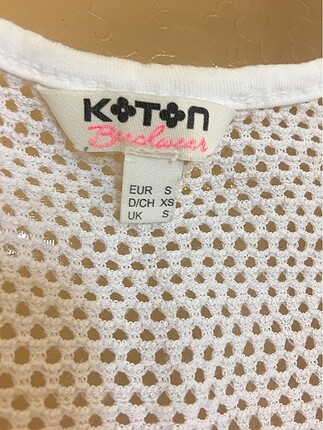 KOTON
Beachwear
EUR S
D/CH XS
UK S